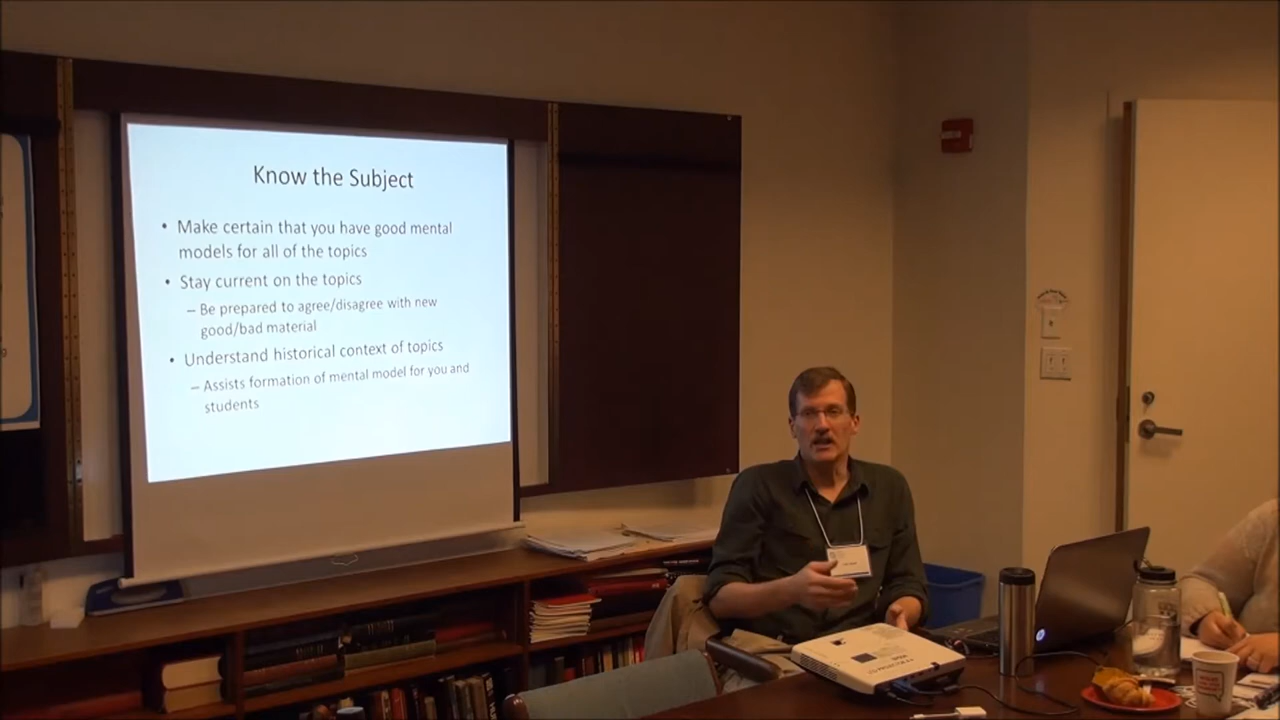 Know the Subject
• Make certain that you have good mental
models for all of the topics
• Stay current on the topics
– Be prepared to agree/disagree with new
good/bad material
• Understand historical context of topics
– Assists formation of mental model for you and
students